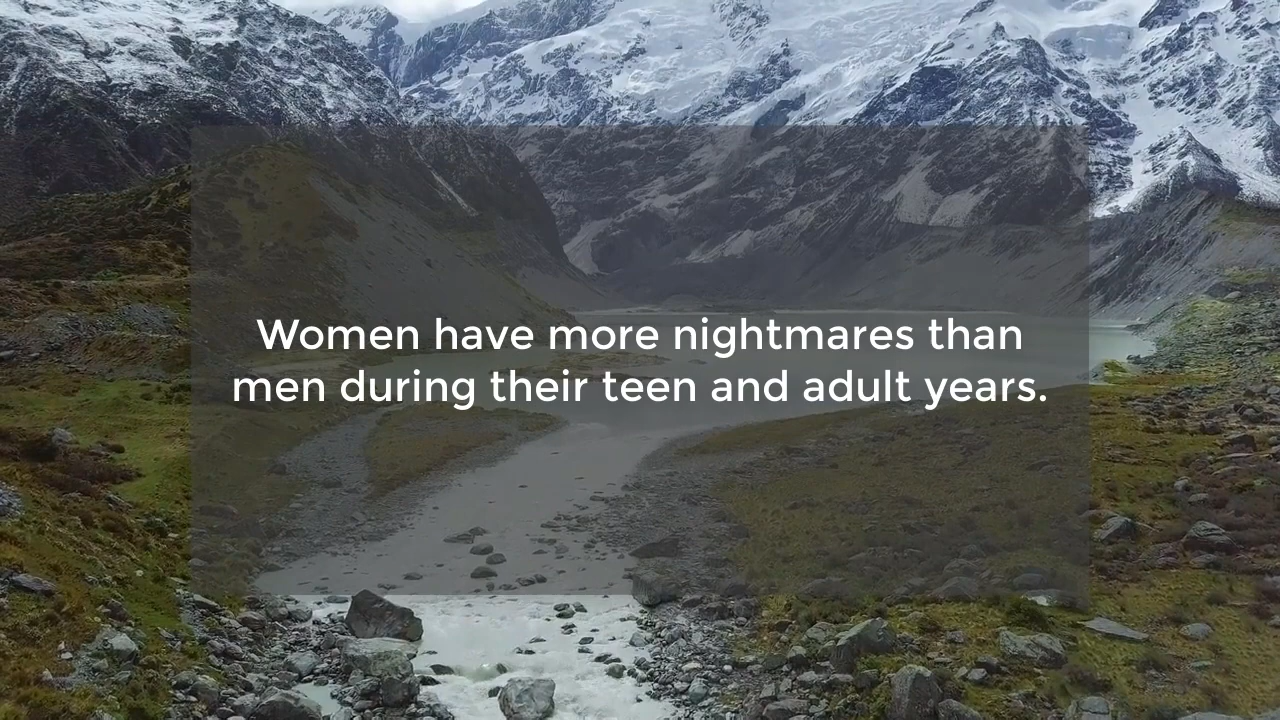 Women have more nightmares than
men during their teen and adult years.